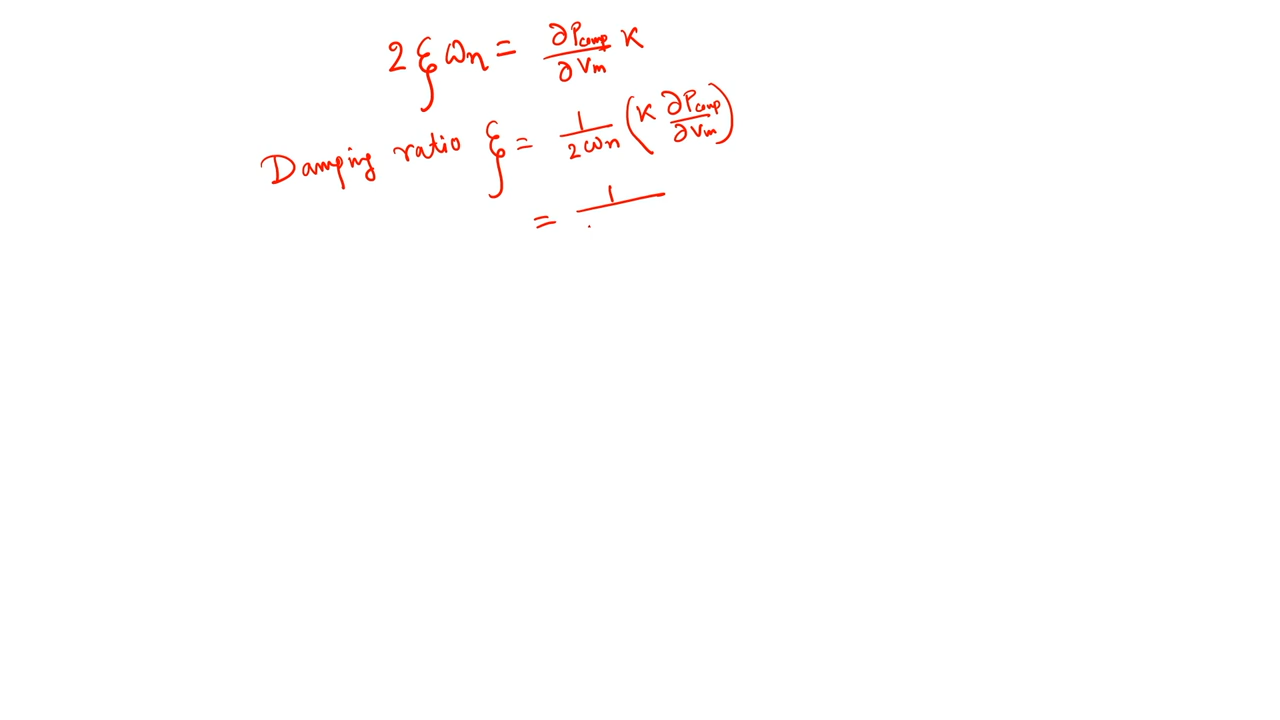 2ξωn = ∂Pcomp/∂Vm K
Damping ratio ξ = 1/2ωn (K ∂Pcomp/∂Vm)
= 1/